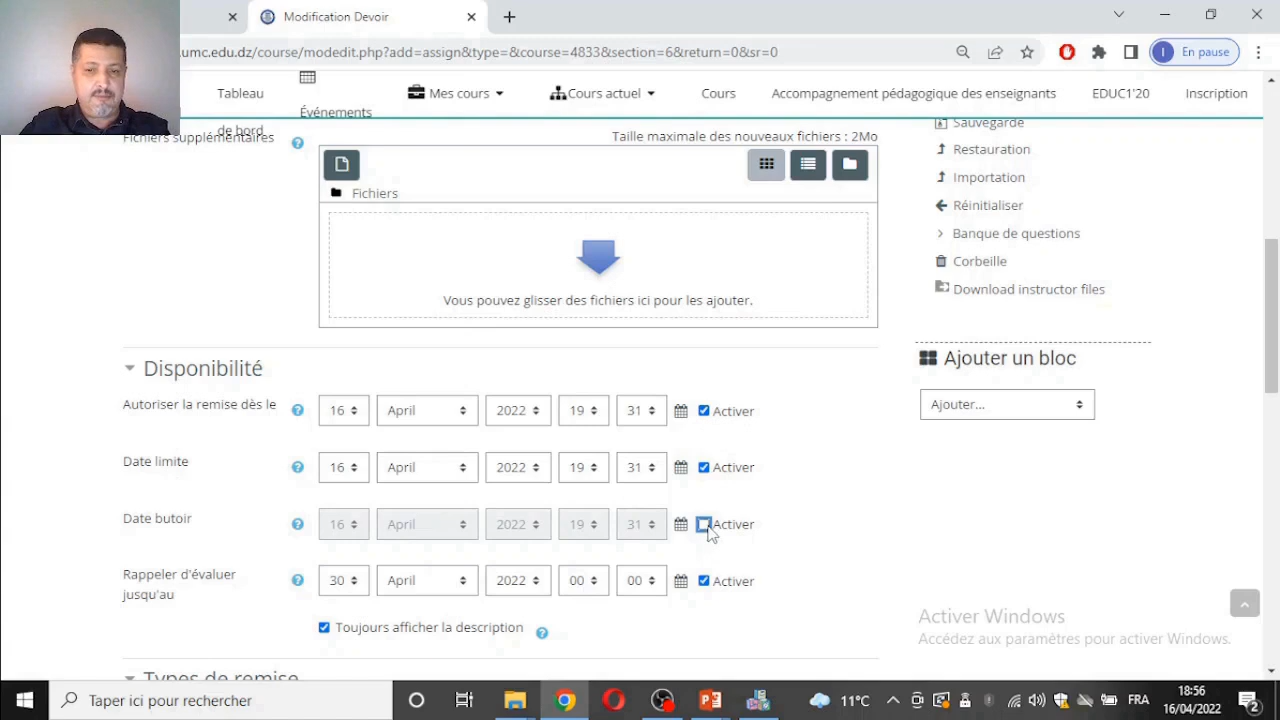 Modification Devoir
umc.edu.dz/course/modedit.php?add=assign&type=&course=4833&section=6&return=0&sr=0
I
En pause
Tableau
de bord
Événements
Mes cours
Cours actuel
Cours
Accompagnement pédagogique des enseignants
EDUC1'20
Inscription
Fichiers supplémentaires
Taille maximale des nouveaux fichiers : 2Mo
Fichiers
Vous pouvez glisser des fichiers ici pour les ajouter.
Sauvegarde
Restauration
Importation
Réinitialiser
Banque de questions
Corbeille
Download instructor files
Ajouter un bloc
Ajouter...
Disponibilité
Autoriser la remise dès le
16 April 2022 19 31 Activer
Date limite
16 April 2022 19 31 Activer
Date butoir
16 April 2022 19 31 Activer
Rappeler d'évaluer
jusqu'au
30 April 2022 00 00 Activer
Toujours afficher la description
Types de remise
Activer Windows
Accédez aux paramètres pour activer Windows.
Taper ici pour rechercher
11°C
FRA
18:56
16/04/2022
2